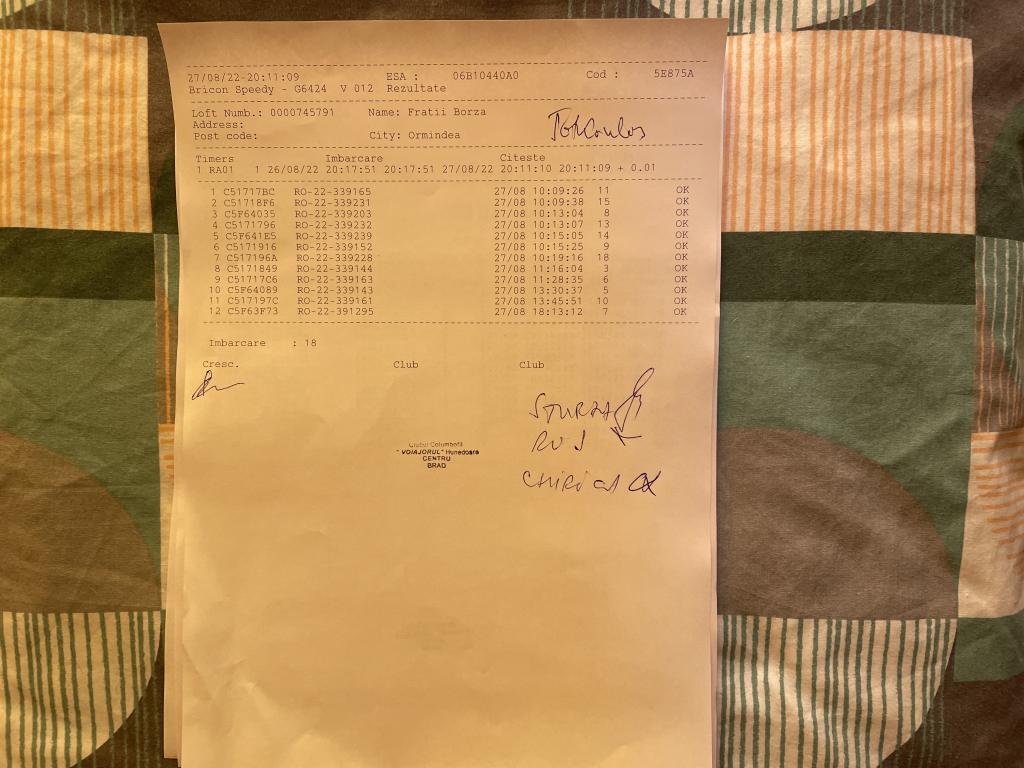 27/08/22-20:11:09 ESA : 06B10440A0 Cod : 5E875A
Bricon Speedy - G6424 V 012 Rezultate
Loft Numb.: 0000745791 Name: Fratii Borza
Address:
Post code: City: Ormindea
Timers Imbarcare Citeste
1 RA01 1 26/08/22 20:17:51 20:17:51 27/08/22 20:11:10 20:11:09 + 0.01
1 C51717BC RO-22-339165 27/08 10:09:26 11 OK
2 C51718F6 RO-22-339231 27/08 10:09:38 15 OK
3 C5F64035 RO-22-339203 27/08 10:13:04 8 OK
4 C5171796 RO-22-339232 27/08 10:13:07 13 OK
5 C5F641E5 RO-22-339239 27/08 10:15:05 14 OK
6 C5171916 RO-22-339152 27/08 10:15:25 9 OK
7 C517196A RO-22-339228 27/08 10:19:16 18 OK
8 C5171849 RO-22-339144 27/08 11:16:04 3 OK
9 C51717C6 RO-22-339163 27/08 11:28:35 6 OK
10 C5F64089 RO-22-339143 27/08 13:30:37 5 OK
11 C517197C RO-22-339161 27/08 13:45:51 10 OK
12 C5F63F73 RO-22-391295 27/08 18:13:12 7 OK
Imbarcare : 18
Cresc. Club Club
STURZA
RUS
Clubul Columbofil
"VOIAJORUL" Hunedoara
CENTRU
BRAD